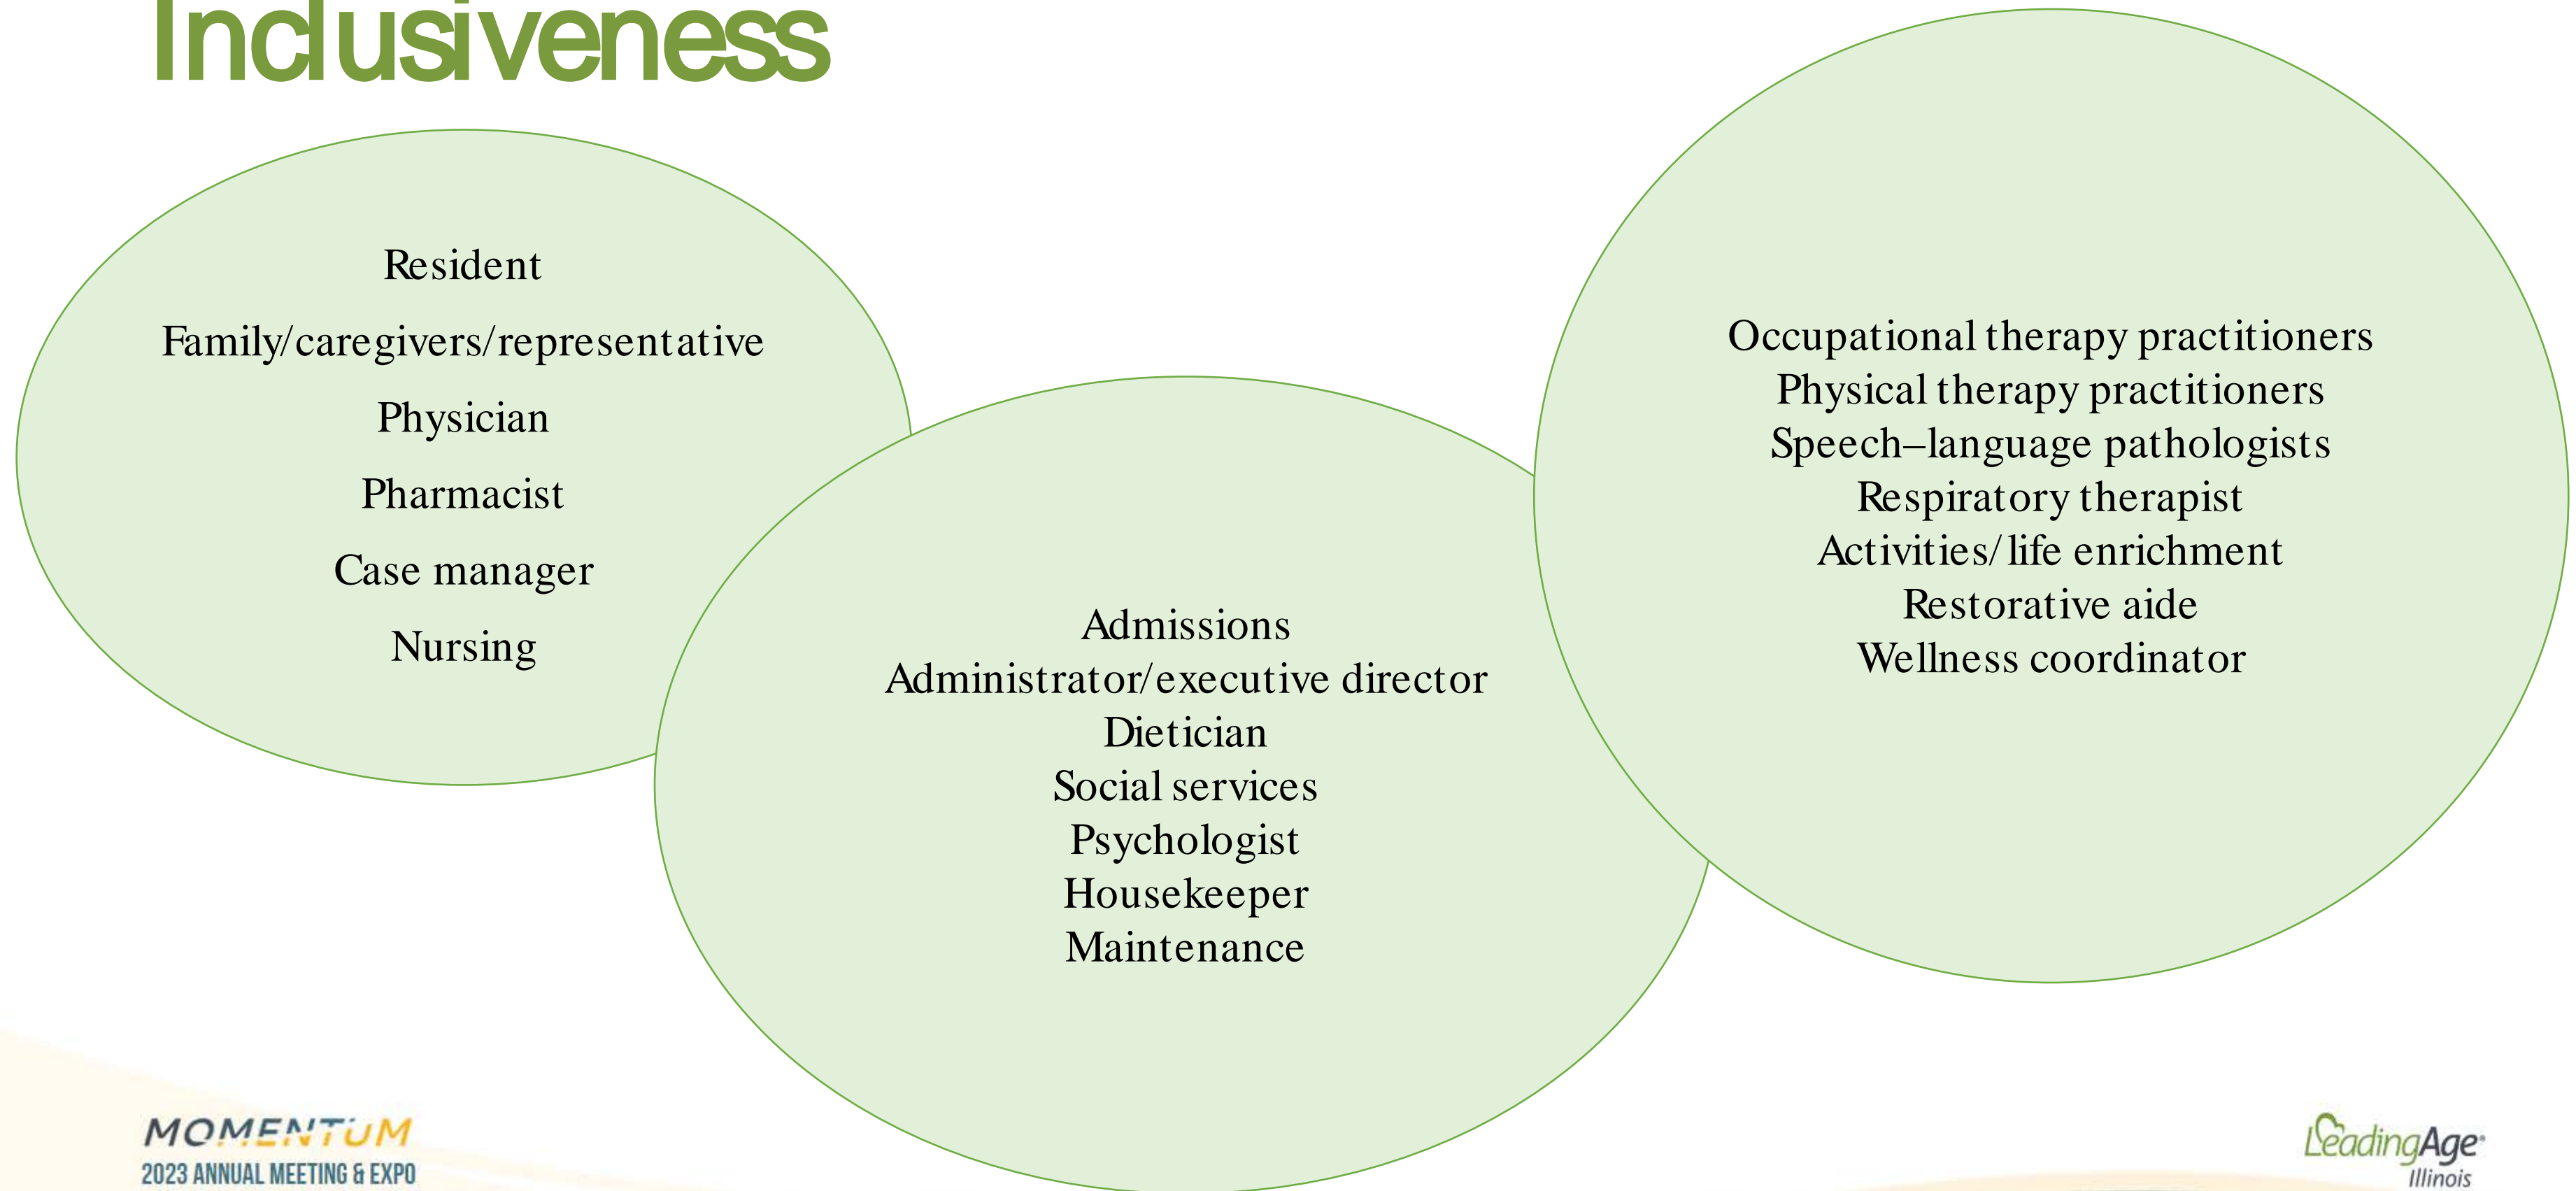 Inclusiveness
Resident
Family/caregivers/representative
Physician
Pharmacist
Case manager
Nursing
Admissions
Administrator/executive director
Dietician
Social services
Psychologist
Housekeeper
Maintenance
Occupational therapy practitioners
Physical therapy practitioners
Speech–language pathologists
Respiratory therapist
Activities/life enrichment
Restorative aide
Wellness coordinator
MOMENTUM
2023 ANNUAL MEETING & EXPO
LeadingAge®
Illinois